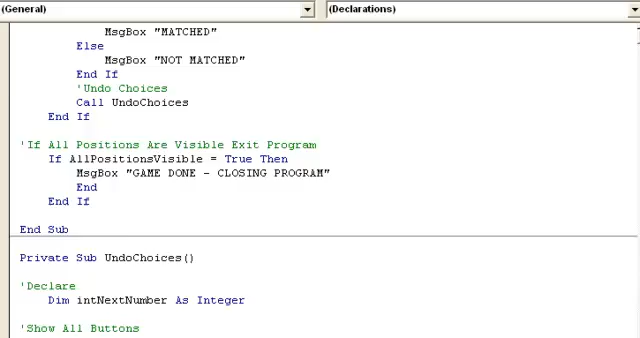 (General) (Declarations)
MsgBox "MATCHED"
Else
MsgBox "NOT MATCHED"
End If
'Undo Choices
Call UndoChoices
End If
'If All Positions Are Visible Exit Program
If AllPositionsVisible = True Then
MsgBox "GAME DONE - CLOSING PROGRAM"
End
End If
End Sub
Private Sub UndoChoices()
'Declare
Dim intNextNumber As Integer
'Show All Buttons